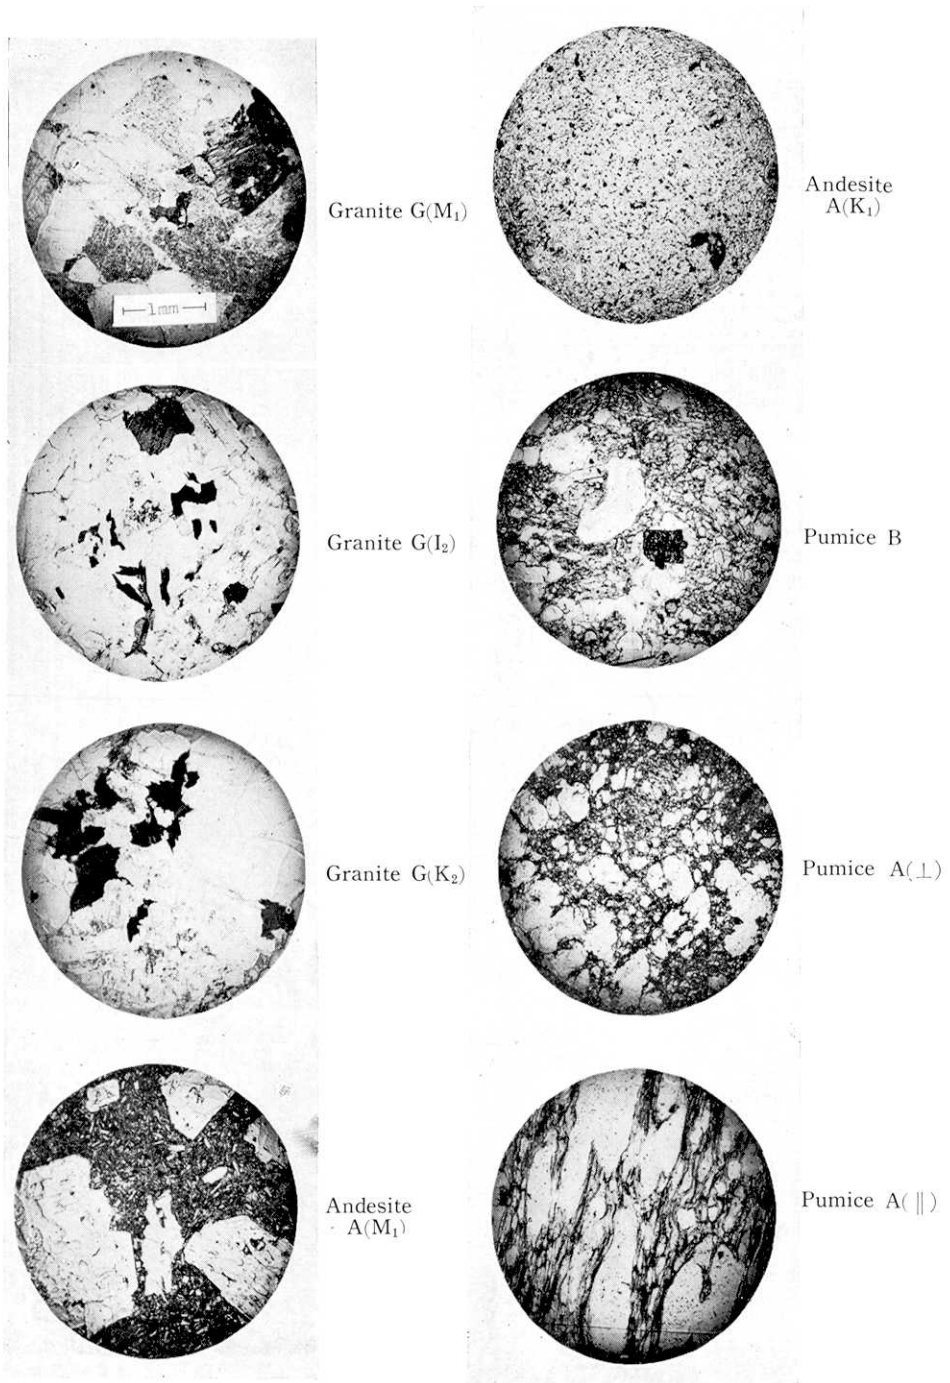 Granite G(M₁)
1mm
Granite G(I₂)
Granite G(K₂)
Andesite
A(M₁)
Andesite
A(K₁)
Pumice B
Pumice A(⊥)
Pumice A(∥)